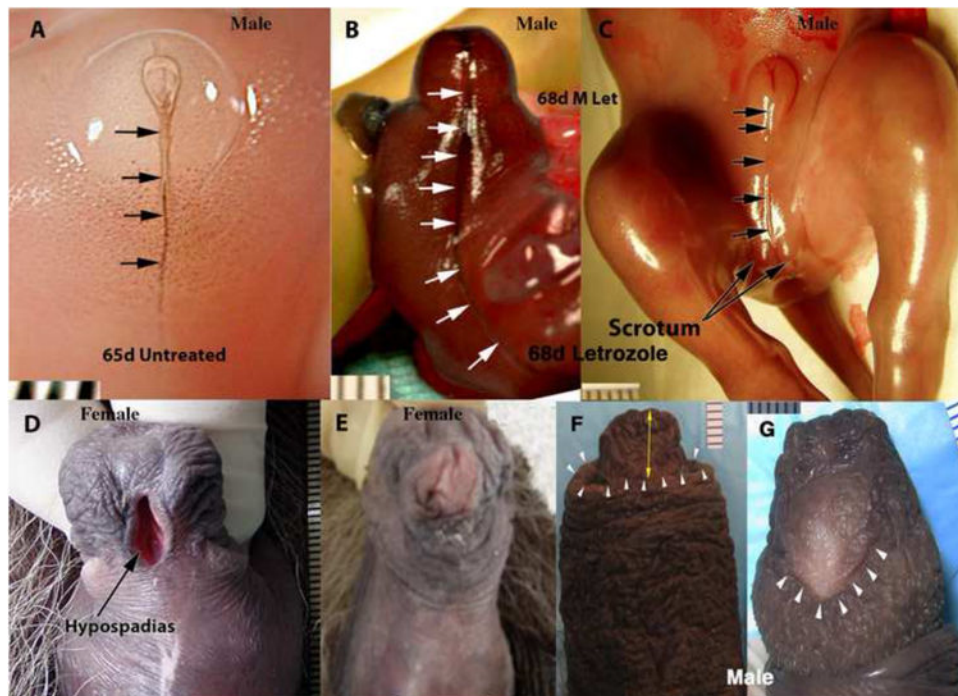 A
Male
B
Male
C
Male
68d M Let
65d Untreated
Scrotum
68d Letrozole
D
Female
E
Female
F
G
Hypospadias
Male